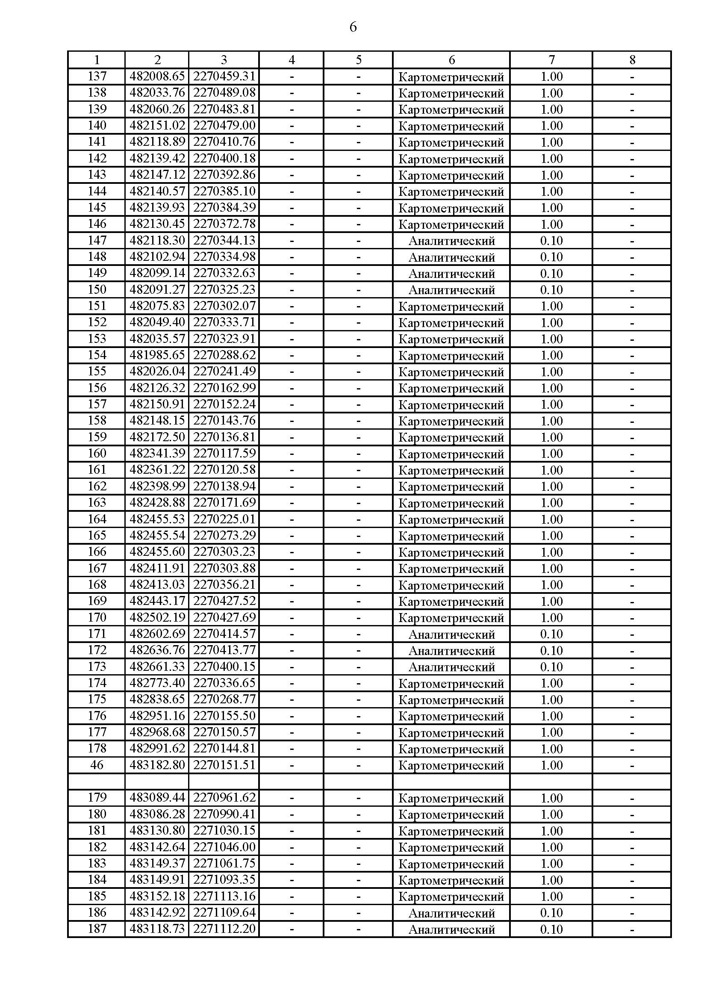 6
1 2 3 4 5 6 7 8
137 482008.65 2270459.31 - - Картометрический 1.00 -
138 482033.76 2270489.08 - - Картометрический 1.00 -
139 482060.26 2270483.81 - - Картометрический 1.00 -
140 482151.02 2270479.00 - - Картометрический 1.00 -
141 482118.89 2270410.76 - - Картометрический 1.00 -
142 482139.42 2270400.18 - - Картометрический 1.00 -
143 482147.12 2270392.86 - - Картометрический 1.00 -
144 482140.57 2270385.10 - - Картометрический 1.00 -
145 482139.93 2270384.39 - - Картометрический 1.00 -
146 482130.45 2270372.78 - - Картометрический 1.00 -
147 482118.30 2270344.13 - - Аналитический 0.10 -
148 482102.94 2270334.98 - - Аналитический 0.10 -
149 482099.14 2270332.63 - - Аналитический 0.10 -
150 482091.27 2270325.23 - - Аналитический 0.10 -
151 482075.83 2270302.07 - - Картометрический 1.00 -
152 482049.40 2270333.71 - - Картометрический 1.00 -
153 482035.57 2270323.91 - - Картометрический 1.00 -
154 481985.65 2270288.62 - - Картометрический 1.00 -
155 482026.04 2270241.49 - - Картометрический 1.00 -
156 482126.32 2270162.99 - - Картометрический 1.00 -
157 482150.91 2270152.24 - - Картометрический 1.00 -
158 482148.15 2270143.76 - - Картометрический 1.00 -
159 482172.50 2270136.81 - - Картометрический 1.00 -
160 482341.39 2270117.59 - - Картометрический 1.00 -
161 482361.22 2270120.58 - - Картометрический 1.00 -
162 482398.99 2270138.94 - - Картометрический 1.00 -
163 482428.88 2270171.69 - - Картометрический 1.00 -
164 482455.53 2270225.01 - - Картометрический 1.00 -
165 482455.54 2270273.29 - - Картометрический 1.00 -
166 482455.60 2270303.23 - - Картометрический 1.00 -
167 482411.91 2270303.88 - - Картометрический 1.00 -
168 482413.03 2270356.21 - - Картометрический 1.00 -
169 482443.17 2270427.52 - - Картометрический 1.00 -
170 482502.19 2270427.69 - - Картометрический 1.00 -
171 482602.69 2270414.57 - - Аналитический 0.10 -
172 482636.76 2270413.77 - - Аналитический 0.10 -
173 482661.33 2270400.15 - - Аналитический 0.10 -
174 482773.40 2270336.65 - - Картометрический 1.00 -
175 482838.65 2270268.77 - - Картометрический 1.00 -
176 482951.16 2270155.50 - - Картометрический 1.00 -
177 482968.68 2270150.57 - - Картометрический 1.00 -
178 482991.62 2270144.81 - - Картометрический 1.00 -
46 483182.80 2270151.51 - - Картометрический 1.00 -
179 483089.44 2270961.62 - - Картометрический 1.00 -
180 483086.28 2270990.41 - - Картометрический 1.00 -
181 483130.80 2271030.15 - - Картометрический 1.00 -
182 483142.64 2271046.00 - - Картометрический 1.00 -
183 483149.37 2271061.75 - - Картометрический 1.00 -
184 483149.91 2271093.35 - - Картометрический 1.00 -
185 483152.18 2271113.16 - - Картометрический 1.00 -
186 483142.92 2271109.64 - - Аналитический 0.10 -
187 483118.73 2271112.20 - - Аналитический 0.10 -